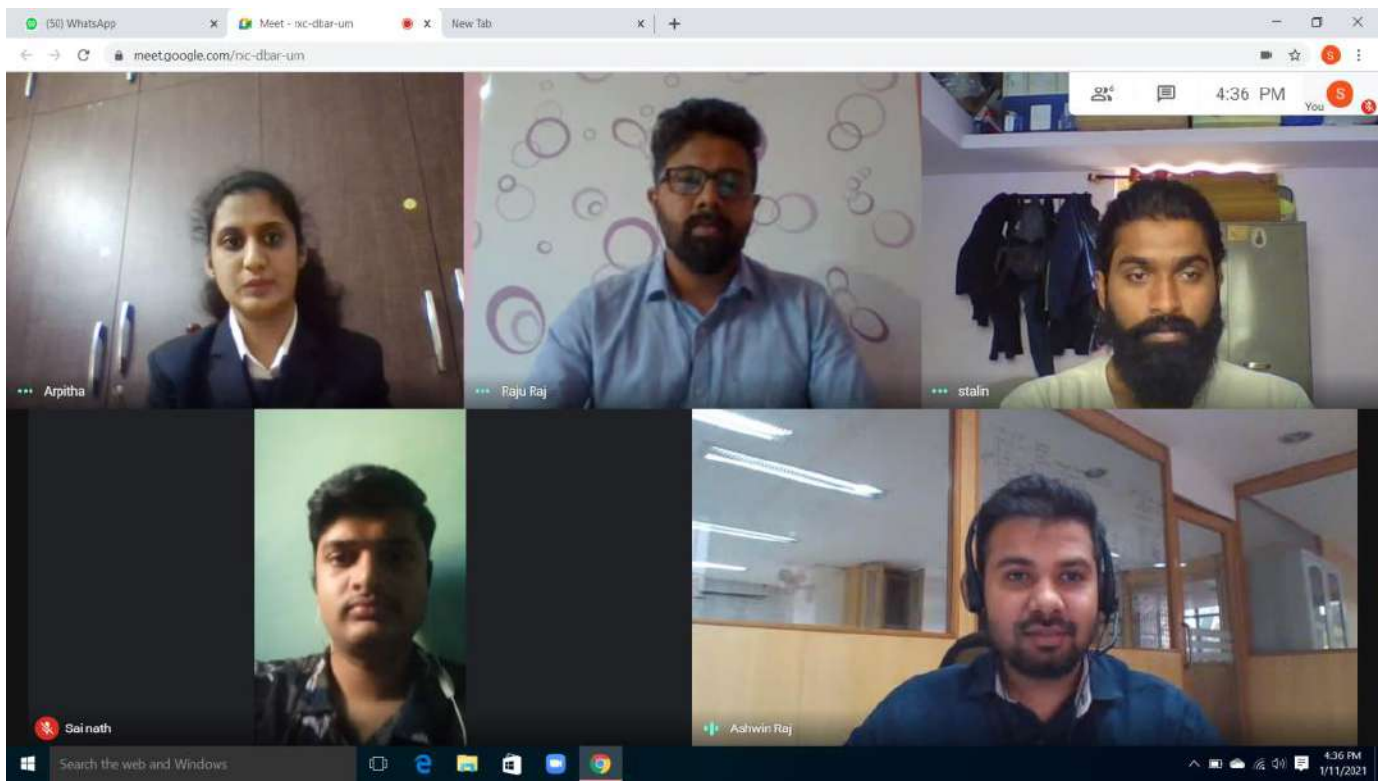 (50) WhatsApp
Meet - rxc-dbar-um
New Tab
meet.google.com/rxc-dbar-um
S
6
4:36 PM
You
S
Arpitha
Raju Raj
stalin
Sai nath
Ashwin Raj
Search the web and Windows
4:36 PM
1/11/2021